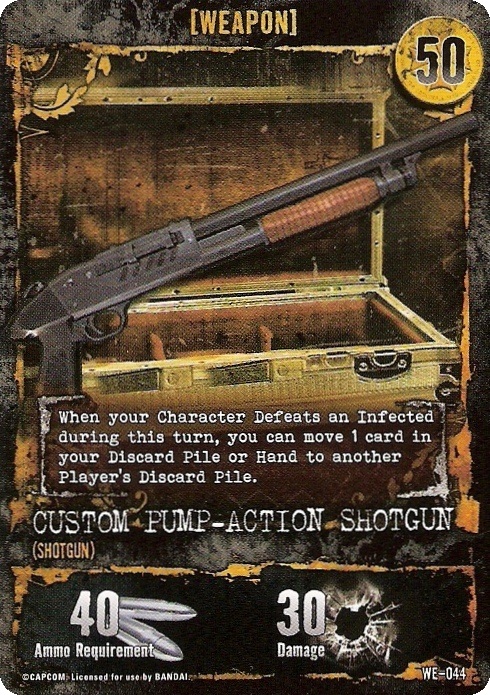 [WEAPON]
50
When your Character Defeats an Infected
during this turn, you can move 1 card in
your Discard Pile or Hand to another
Player's Discard Pile.
CUSTOM PUMP-ACTION SHOTGUN
(SHOTGUN)
40
Ammo Requirement
30
Damage
©CAPCOM. Licensed for use by BANDAI.
WE-044